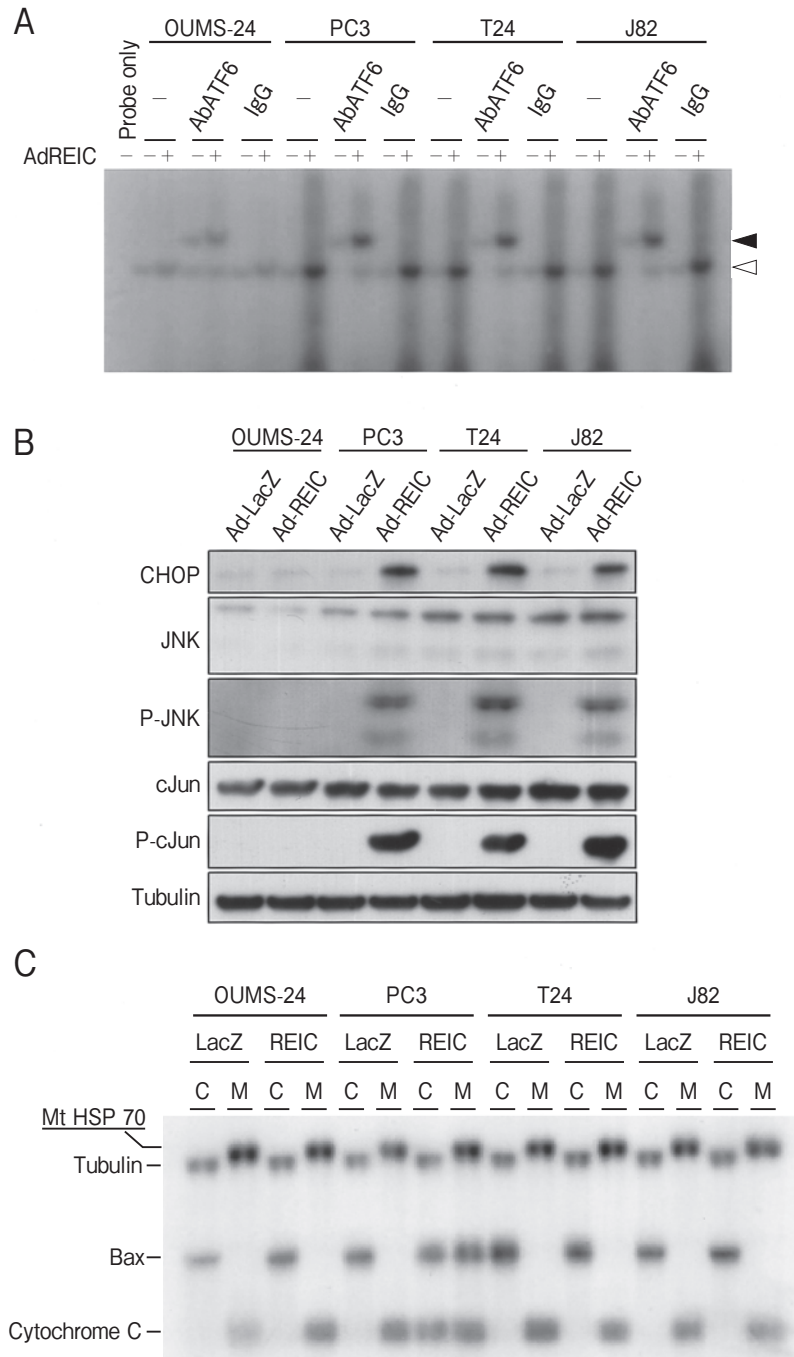 A
OUMS-24 PC3 T24 J82
Probe only – AbATF6 IgG – AbATF6 IgG – AbATF6 IgG – AbATF6 IgG
AdREIC – – + – + – + – + – + – + – + – + – + – + – + – +
B
OUMS-24 PC3 T24 J82
Ad-LacZ Ad-REIC Ad-LacZ Ad-REIC Ad-LacZ Ad-REIC Ad-LacZ Ad-REIC
CHOP
JNK
P-JNK
cJun
P-cJun
Tubulin
C
OUMS-24 PC3 T24 J82
LacZ REIC LacZ REIC LacZ REIC LacZ REIC
C M C M C M C M C M C M C M C M
Mt HSP 70
Tubulin
Bax
Cytochrome C